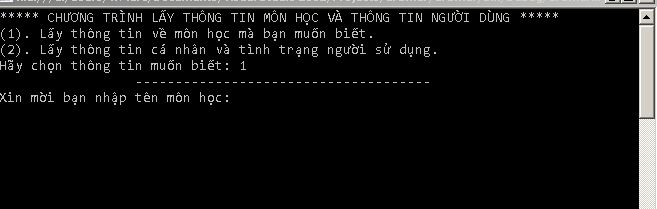 ***** CHƯƠNG TRÌNH LẤY THÔNG TIN MÔN HỌC VÀ THÔNG TIN NGƯỜI DÙNG *****
(1). Lấy thông tin về môn học mà bạn muốn biết.
(2). Lấy thông tin cá nhân và tình trạng người sử dụng.
Hãy chọn thông tin muốn biết: 1
------------------------------------
Xin mời bạn nhập tên môn học: